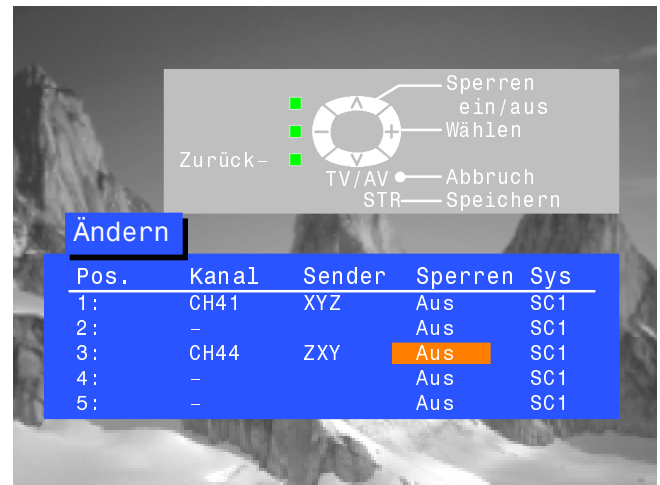 Sperren
ein/aus
Wählen
Zurück–
TV/AV Abbruch
STR Speichern
Ändern
Pos. Kanal Sender Sperren Sys
1: CH41 XYZ Aus SC1
2: – Aus SC1
3: CH44 ZXY Aus SC1
4: – Aus SC1
5: – Aus SC1